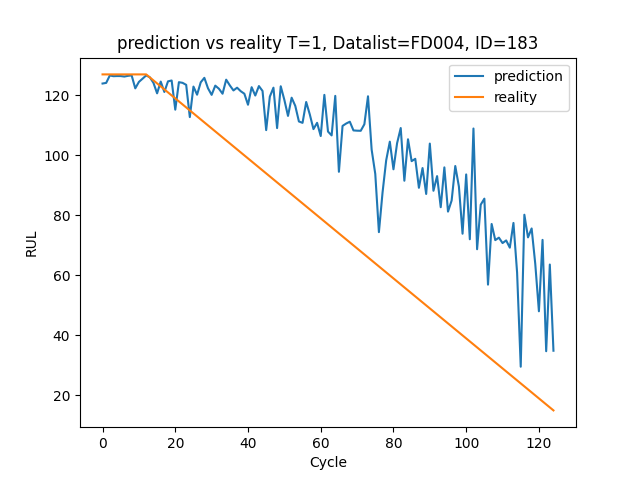 prediction vs reality T=1, Datalist=FD004, ID=183
prediction
reality
120
100
80
60
40
20
RUL
0 20 40 60 80 100 120
Cycle